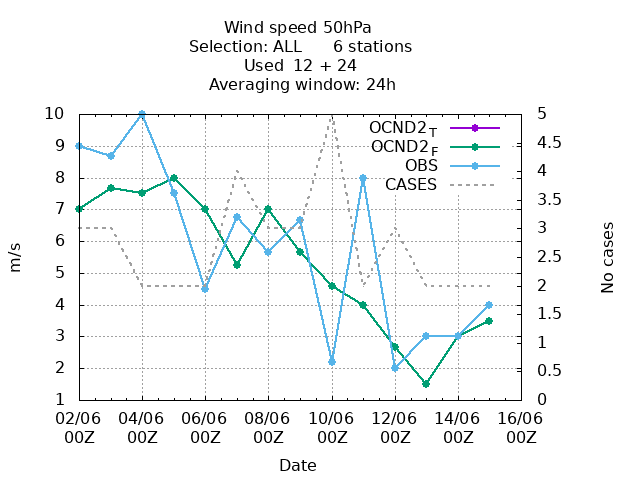 Wind speed 50hPa
Selection: ALL 6 stations
Used 12 + 24
Averaging window: 24h
10
9
8
7
6
5
4
3
2
1
m/s
5
4.5
4
3.5
3
2.5
2
1.5
1
0.5
0
No cases
OCND2T
OCND2F
OBS
CASES
02/06 04/06 06/06 08/06 10/06 12/06 14/06 16/06
00Z 00Z 00Z 00Z 00Z 00Z 00Z 00Z
Date